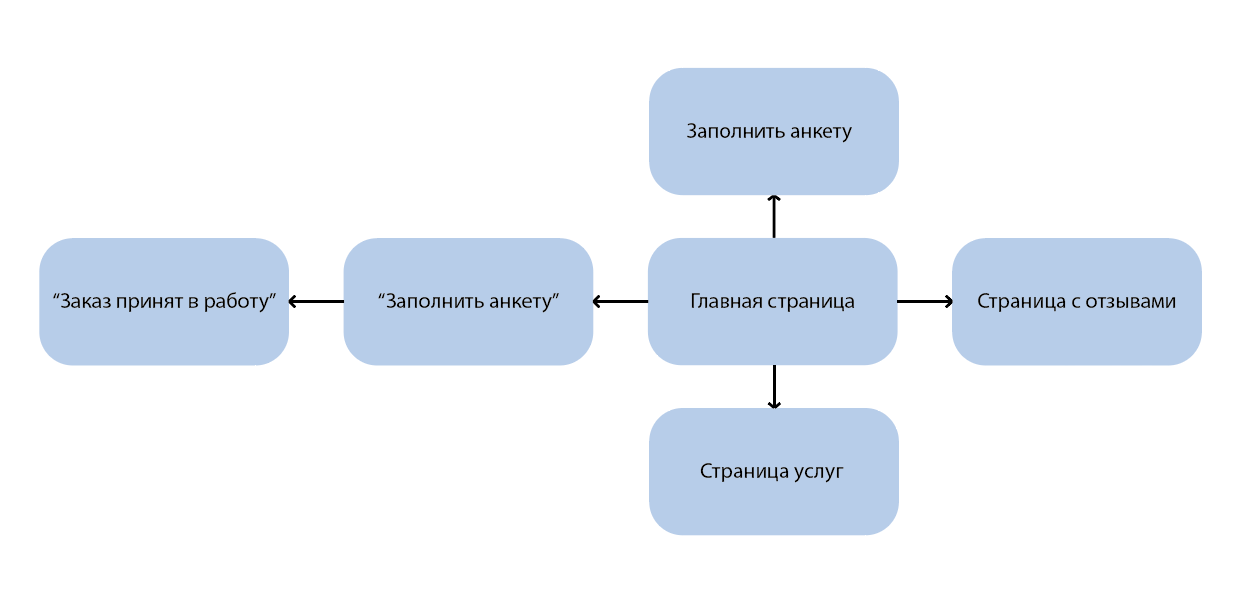 Заполнить анкету
“Заказ принят в работу”
“Заполнить анкету”
Главная страница
Страница с отзывами
Страница услуг